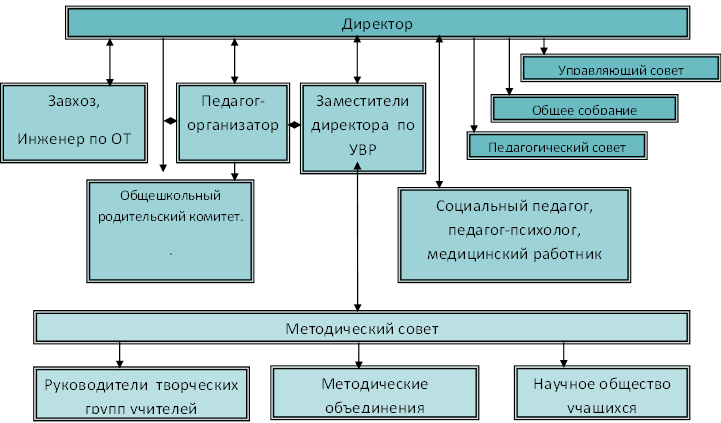 Директор
Управляющий совет
Общее собрание
Педагогический совет
Завхоз,
Инженер по ОТ
Педагог-
организатор
Заместители
директора по
УВР
Общешкольный
родительский комитет.
.
Социальный педагог,
педагог-психолог,
медицинский работник
Методический совет
Руководители творческих
групп учителей
Методические
объединения
Научное общество
учащихся